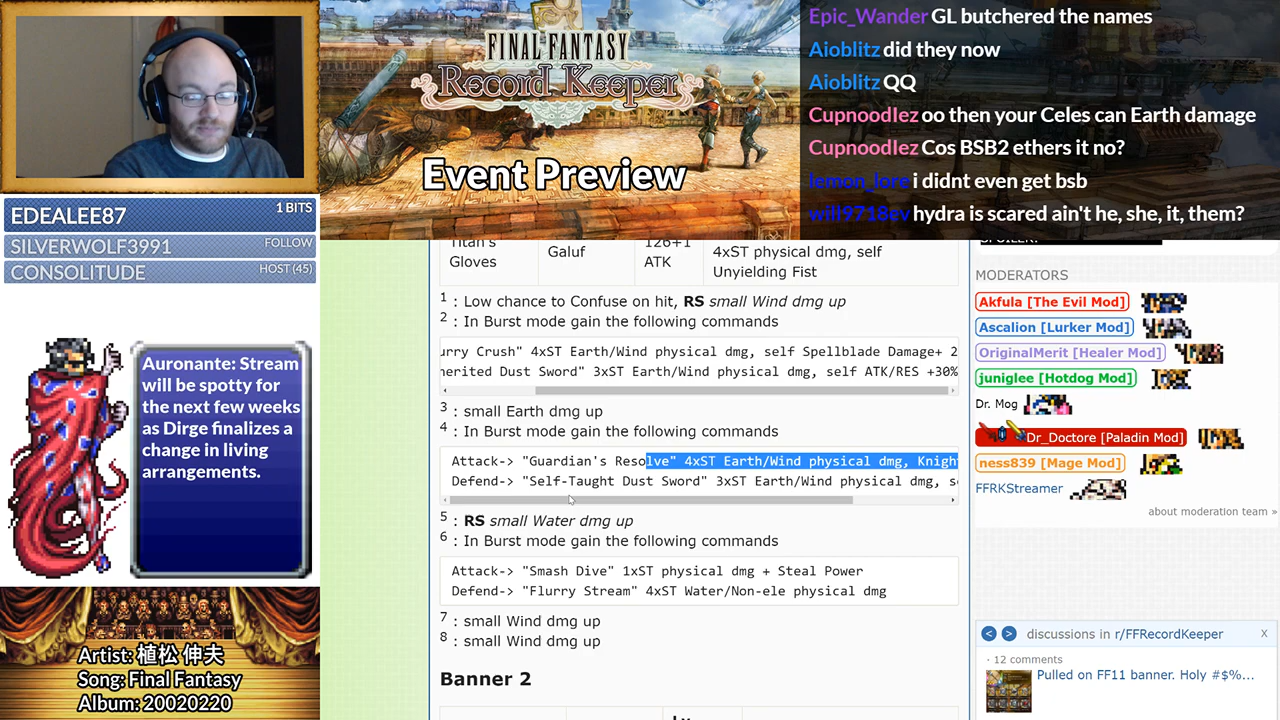 EDEALEE87 1 BITS
SILVERWOLF3991 FOLLOW
CONSOLITUDE HOST (45)
Auronante: Stream
will be spotty for
the next few weeks
as Dirge finalizes a
change in living
arrangements.
Artist: 植松 伸夫
Song: Final Fantasy
Album: 20020220
FINAL FANTASY
Record Keeper
Event Preview
Epic_Wander GL butchered the names
Aioblitz did they now
Aioblitz QQ
Cupnoodlez oo then your Celes can Earth damage
Cupnoodlez Cos BSB2 ethers it no?
lemon_lore i didnt even get bsb
will9718ev hydra is scared ain't he, she, it, them?
Titan's
Gloves
Galuf
126+1
ATK
4xST physical dmg, self
Unyielding Fist
1 : Low chance to Confuse on hit, RS small Wind dmg up
2 : In Burst mode gain the following commands
urry Crush" 4xST Earth/Wind physical dmg, self Spellblade Damage+ 2
herited Dust Sword" 3xST Earth/Wind physical dmg, self ATK/RES +30%
3 : small Earth dmg up
4 : In Burst mode gain the following commands
Attack-> "Guardian's Resolve" 4xST Earth/Wind physical dmg, Knigh
Defend-> "Self-Taught Dust Sword" 3xST Earth/Wind physical dmg, s
5 : RS small Water dmg up
6 : In Burst mode gain the following commands
Attack-> "Smash Dive" 1xST physical dmg + Steal Power
Defend-> "Flurry Stream" 4xST Water/Non-ele physical dmg
7 : small Wind dmg up
8 : small Wind dmg up
Banner 2
MODERATORS
Akfula [The Evil Mod]
Ascalion [Lurker Mod]
OriginalMerit [Healer Mod]
juniglee [Hotdog Mod]
Dr. Mog
Dr_Doctore [Paladin Mod]
ness839 [Mage Mod]
FFRKStreamer
about moderation team »
< > discussions in r/FFRecordKeeper X
· 12 comments
Pulled on FF11 banner. Holy #$%...